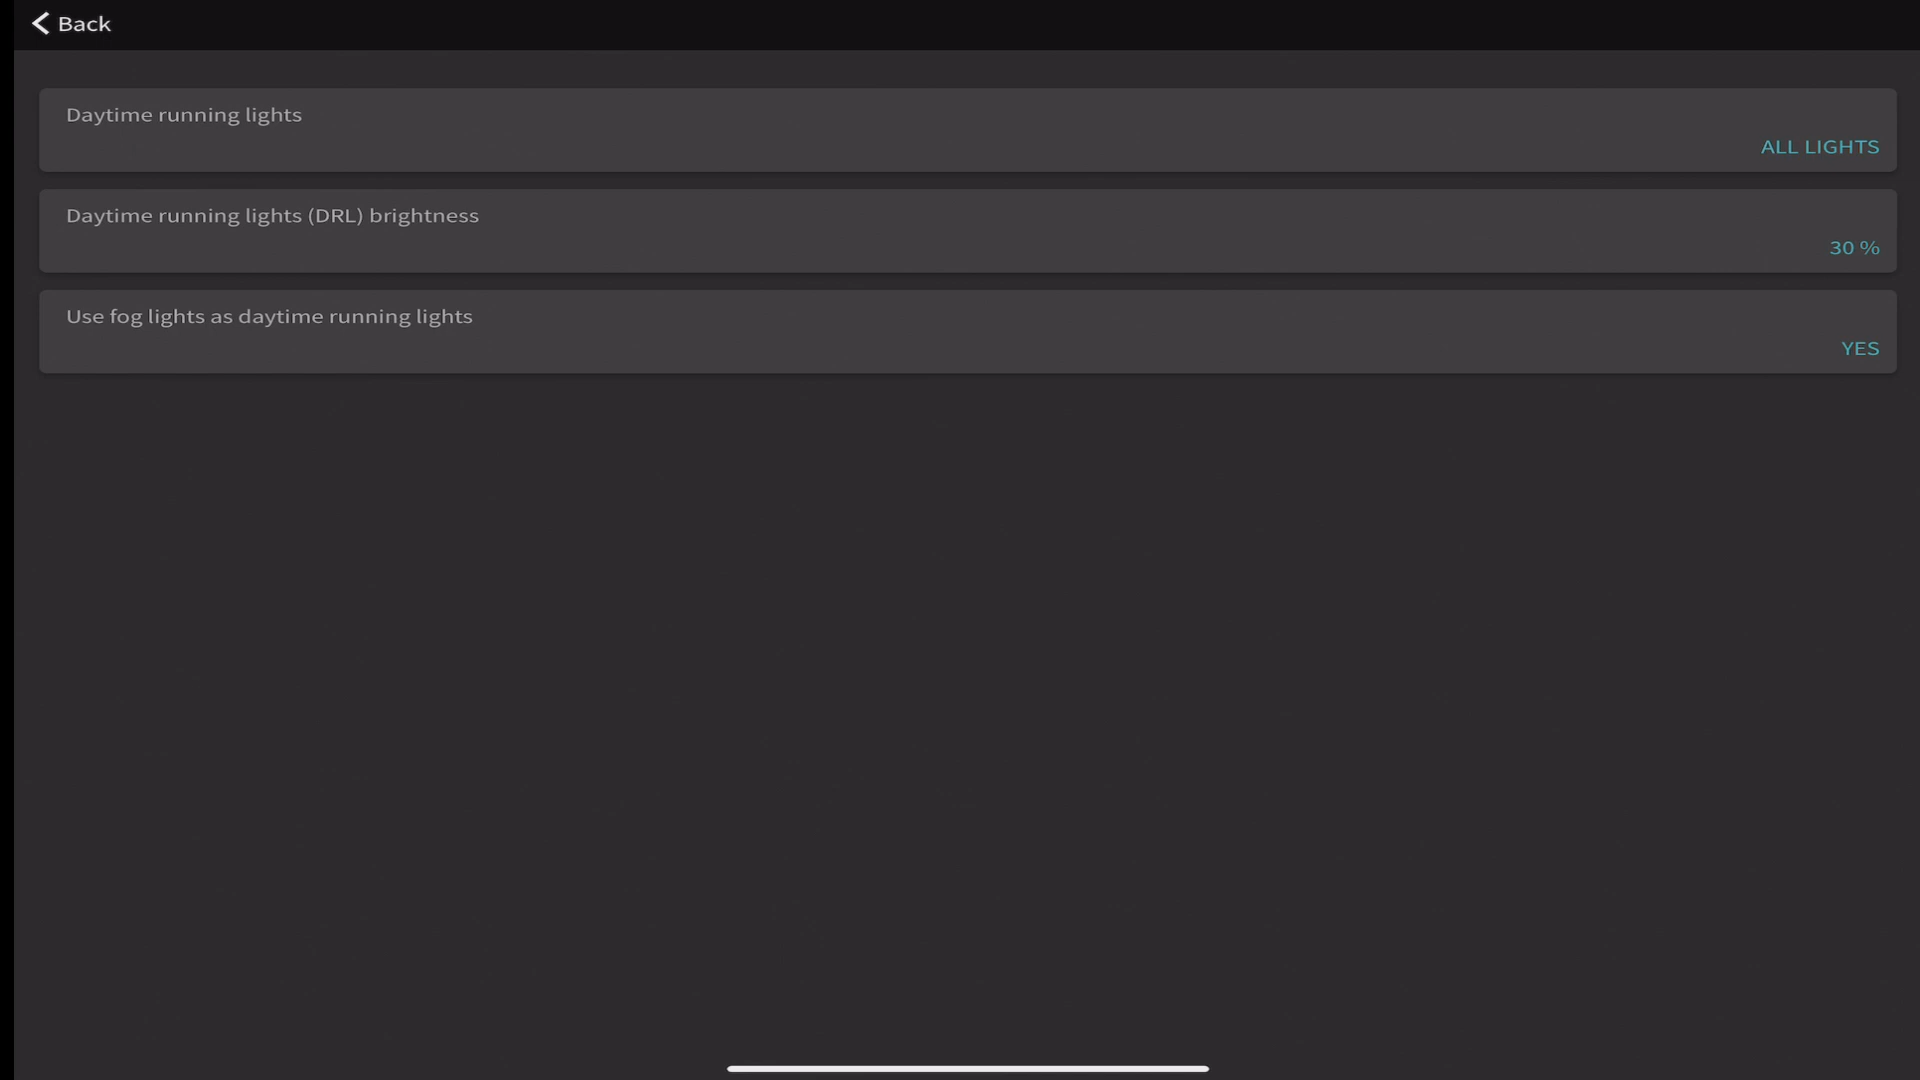 Back
Daytime running lights
ALL LIGHTS
Daytime running lights (DRL) brightness
30 %
Use fog lights as daytime running lights
YES